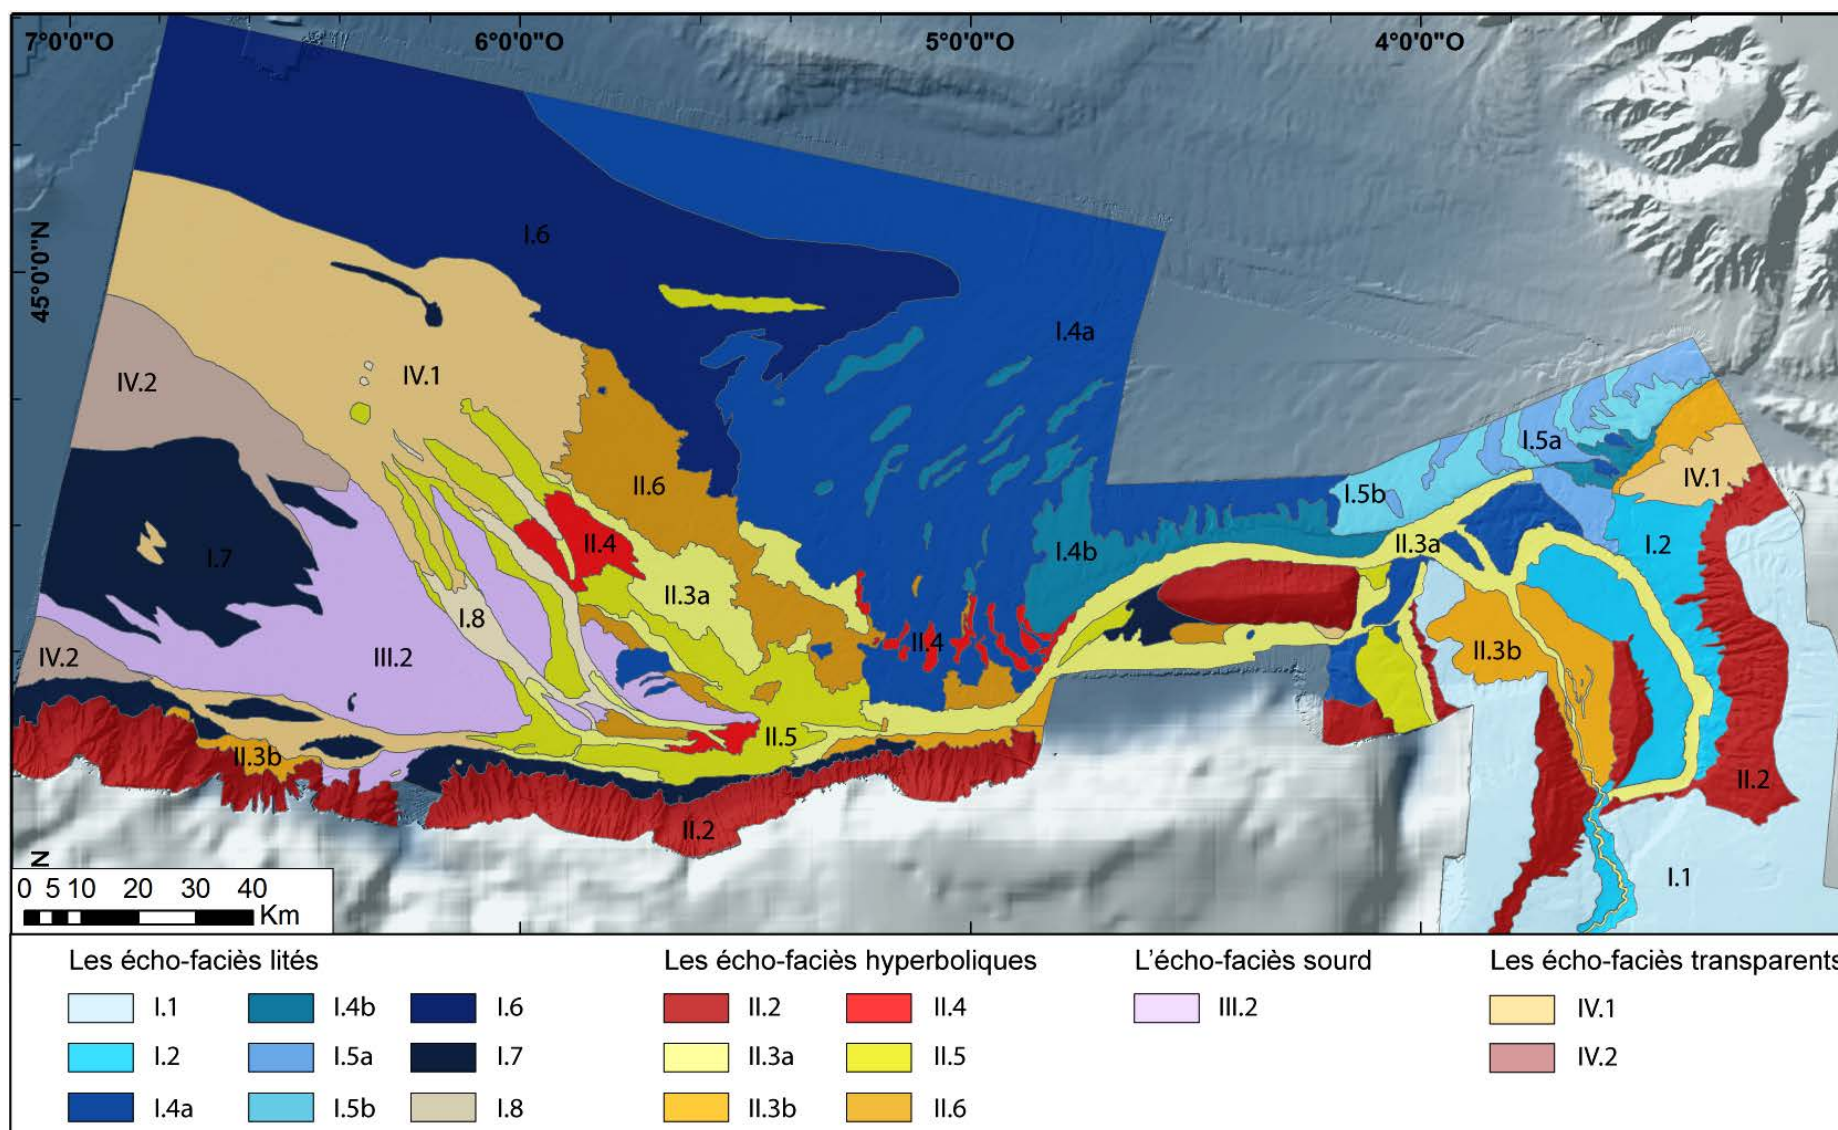 7°0'0"O 6°0'0"O 5°0'0"O 4°0'0"O
45°0'0"N
I.6
I.4a
IV.2
IV.1
I.5a
II.6
I.5b
IV.1
II.4
I.7
I.4b
II.3a
I.2
II.3a
I.8
II.4
IV.2
III.2
II.3b
II.3b
II.5
II.2
II.2
I.1
N
0 5 10 20 30 40
Km
Les écho-faciès lités
I.1 I.4b I.6
I.2 I.5a I.7
I.4a I.5b I.8
Les écho-faciès hyperboliques
II.2 II.4
II.3a II.5
II.3b II.6
L'écho-faciès sourd
III.2
Les écho-faciès transparents
IV.1
IV.2